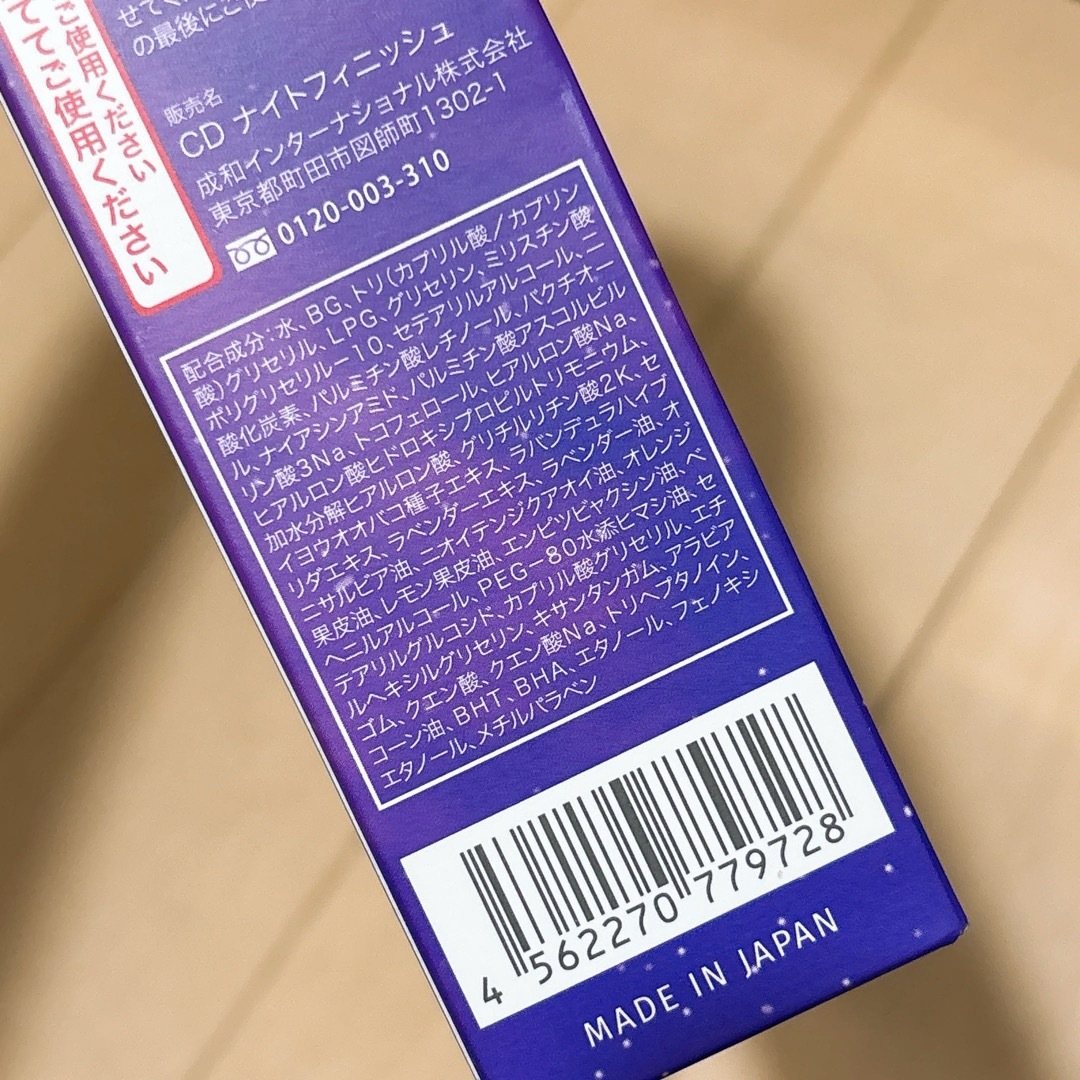 せてく
の最後にご使
ご使用ください
ててご使用ください
販売名
CD ナイトフィニッシュ
成和インターナショナル株式会社
東京都町田市図師町1302-1
0120-003-310
配合成分:水、BG、トリ(カプリル酸/カプリン
酸)グリセリル、LPG、グリセリン、ミリスチン酸
ポリグリセリル-10、セテアリルアルコール、二
酸化炭素、パルミチン酸レチノール、バクチオー
ル、ナイアシンアミド、パルミチン酸アスコルビル
リン酸3Na、トコフェロール、ヒアルロン酸Na、
ヒアルロン酸ヒドロキシプロピルトリモニウム、
加水分解ヒアルロン酸、グリチルリチン酸2K、セ
イヨウオオバコ種子エキス、ラバンデュラハイブ
リダエキス、ラベンダーエキス、ラベンダー油、オ
ニサルビア油、ニオイテンジクアオイ油、オレンジ
果皮油、レモン果皮油、エンピツビャクシン油、ベ
ヘニルアルコール、PEG-80水添ヒマシ油、セ
テアリルグルコシド、カプリル酸グリセリル、エチ
ルヘキシルグリセリン、キサンタンガム、アラビア
ゴム、クエン酸、クエン酸Na、トリヘプタノイン、
コーン油、BHT、BHA、エタノール、フェノキシ
エタノール、メチルパラベン
4 562270 779728
MADE IN JAPAN